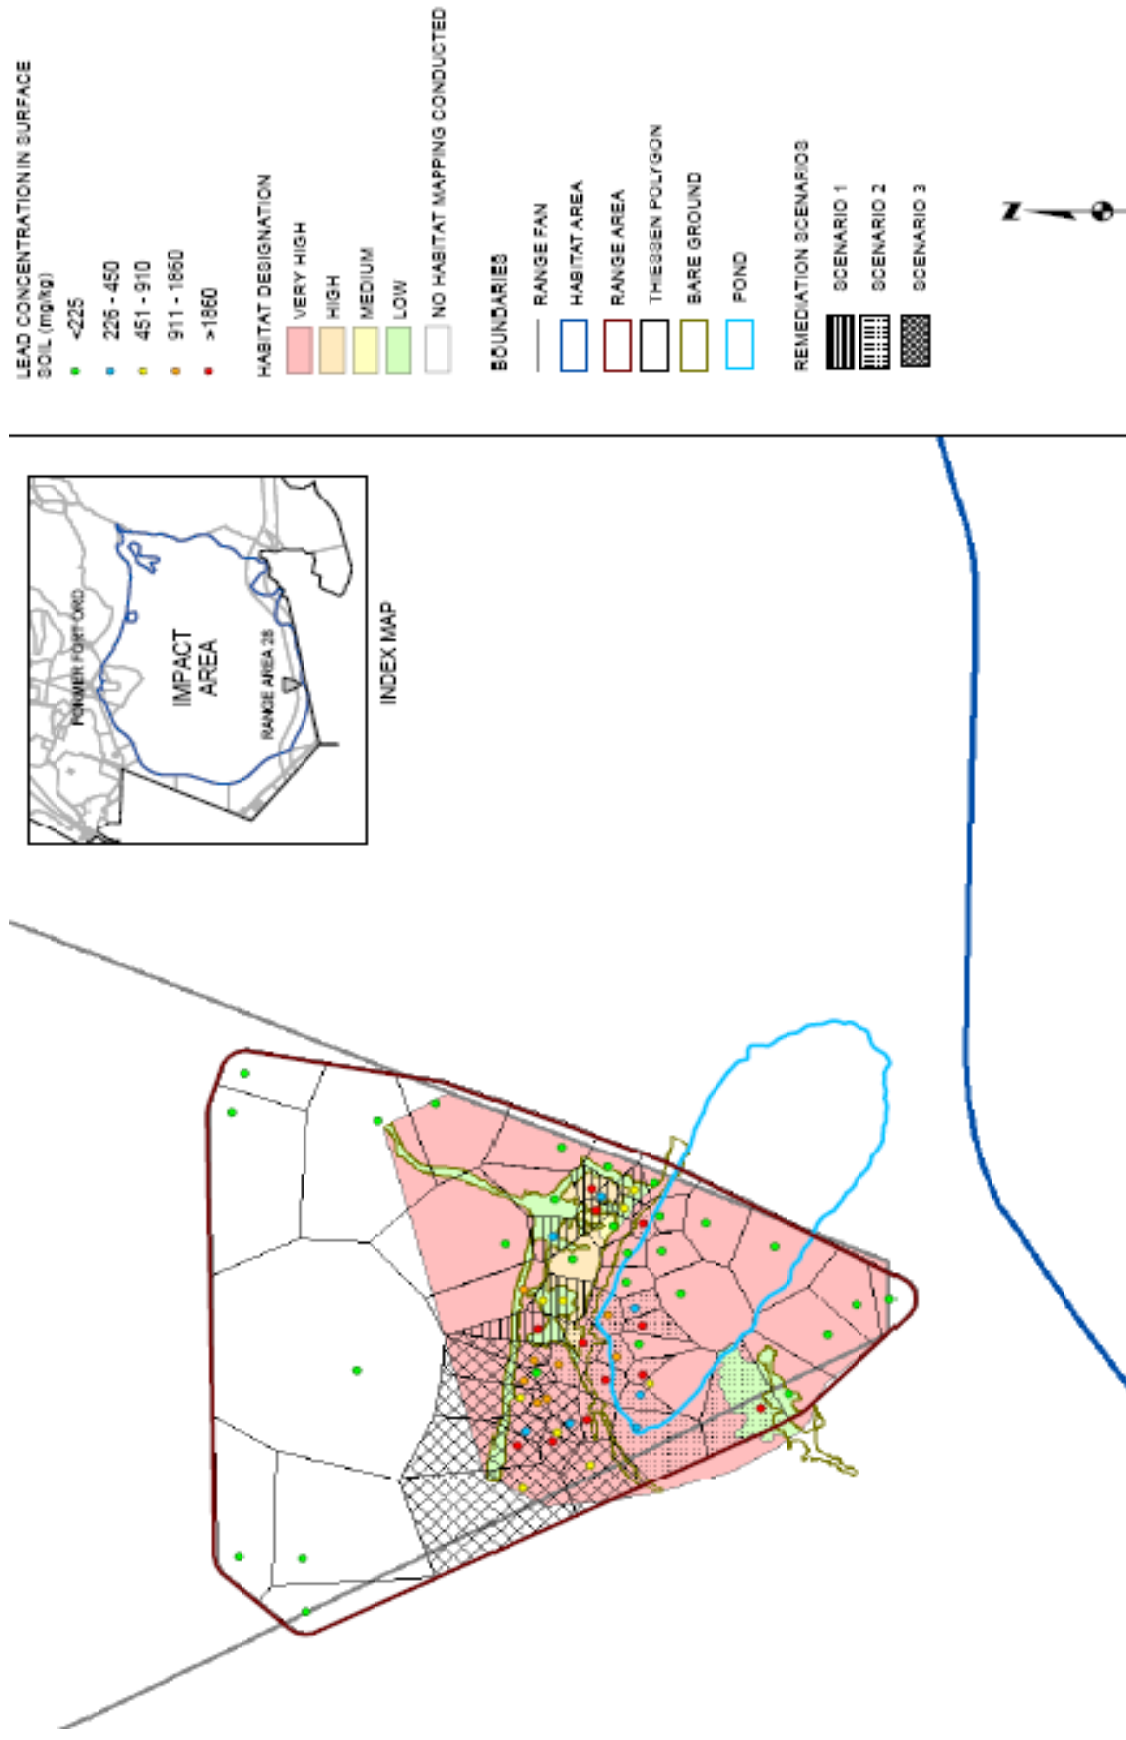 LEAD CONCENTRATION IN SURFACE
SOIL (mg/kg)
<225
226 - 450
451 - 910
911 - 1860
>1860
HABITAT DESIGNATION
VERY HIGH
HIGH
MEDIUM
LOW
NO HABITAT MAPPING CONDUCTED
BOUNDARIES
RANGE FAN
HABITAT AREA
RANGE AREA
THIESSEN POLYGON
BARE GROUND
POND
REMEDIATION SCENARIOS
SCENARIO 1
SCENARIO 2
SCENARIO 3
N
FORMER FORT ORD
IMPACT
AREA
RANGE AREA 28
INDEX MAP